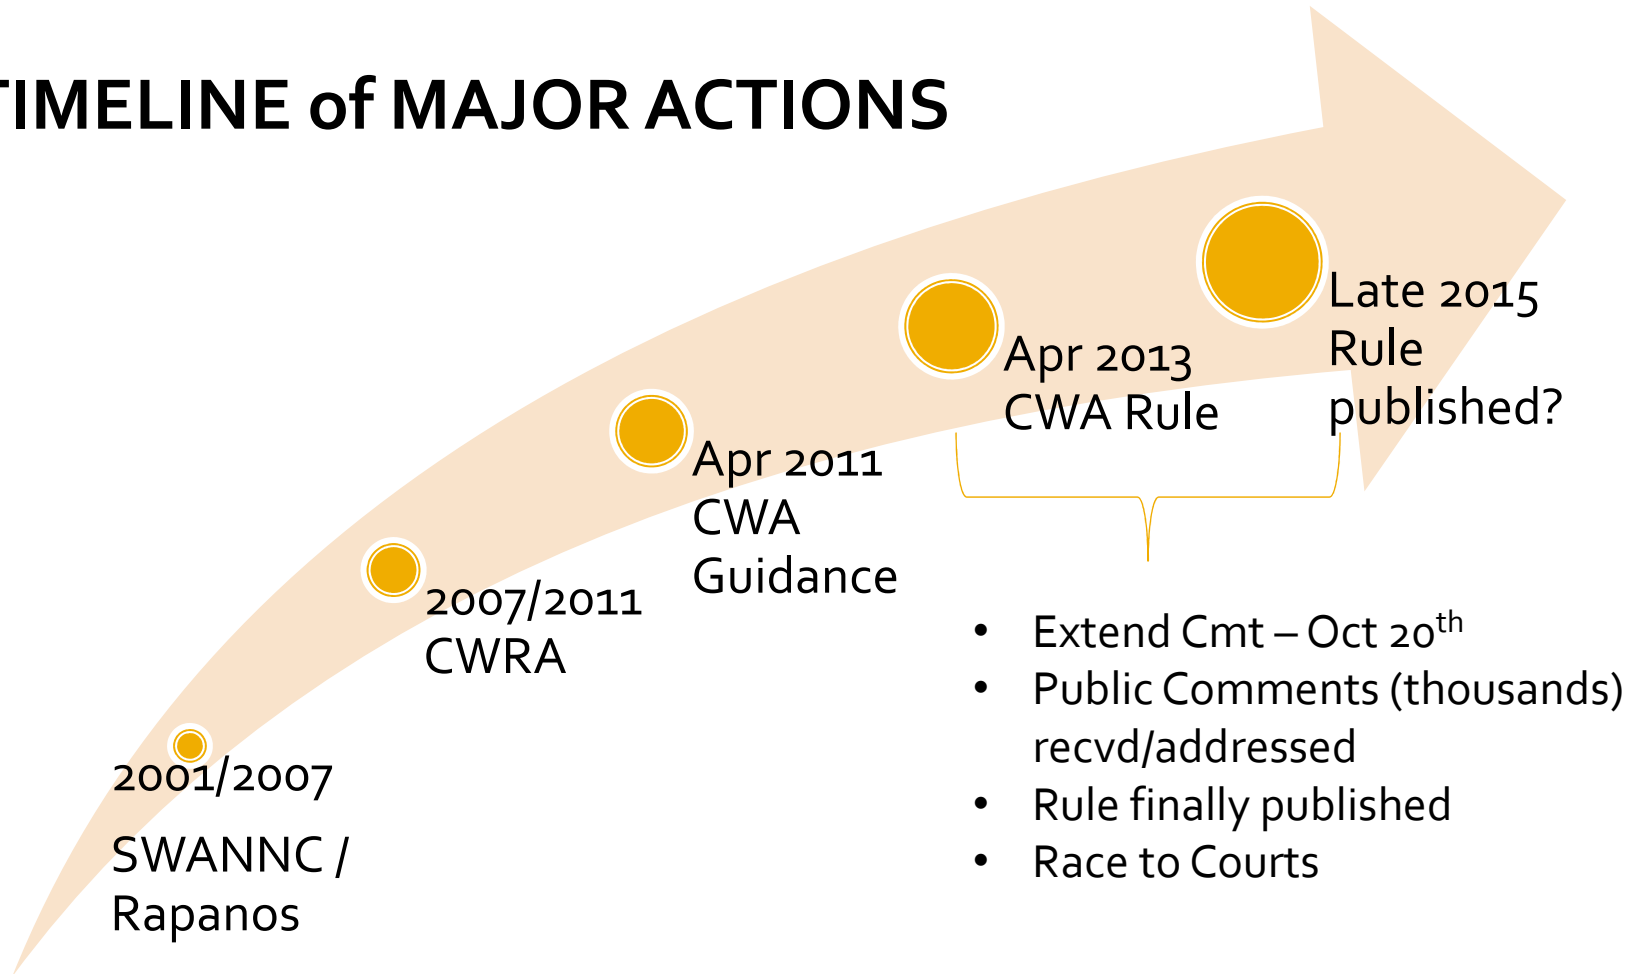 TIMELINE of MAJOR ACTIONS
2001/2007
SWANNC /
Rapanos
2007/2011
CWRA
Apr 2011
CWA
Guidance
Apr 2013
CWA Rule
Late 2015
Rule
published?
• Extend Cmt – Oct 20th
• Public Comments (thousands)
recvd/addressed
• Rule finally published
• Race to Courts